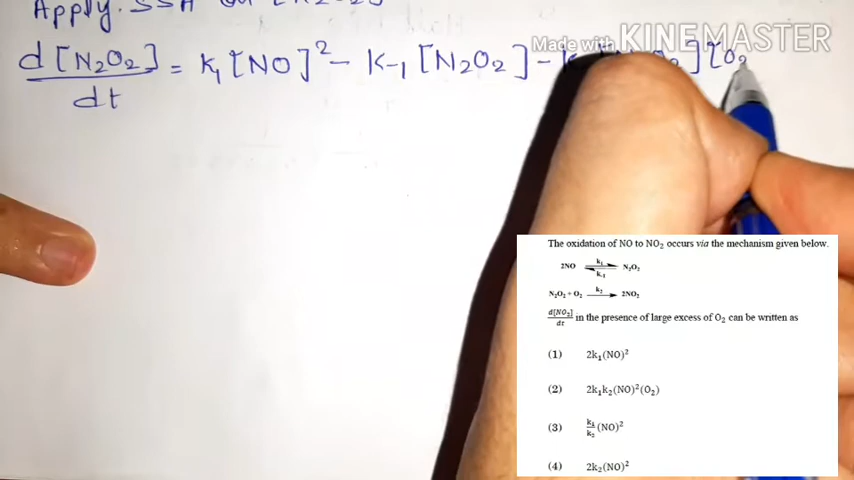 Apply SSA on [N2O2]
Made with KINEMASTER
d[N2O2]/dt = k1[NO]² - k-1[N2O2] - k [O2
The oxidation of NO to NO₂ occurs via the mechanism given below.
2NO ⇌ N₂O₂
k₁
k₋₁
N₂O₂ + O₂ → 2NO₂
k₂
d[NO₂]/dt in the presence of large excess of O₂ can be written as
(1) 2k₁(NO)²
(2) 2k₁k₂(NO)²(O₂)
(3) k₁/k₂ (NO)²
(4) 2k₂(NO)²